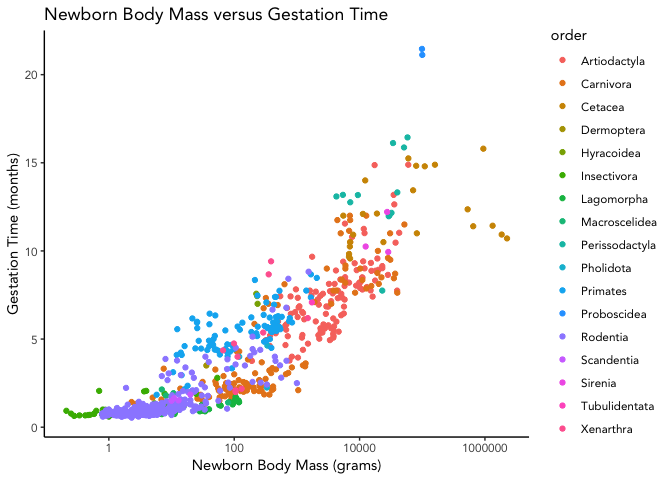 Newborn Body Mass versus Gestation Time
order
Artiodactyla
Carnivora
Cetacea
Dermoptera
Hyracoidea
Insectivora
Lagomorpha
Macroscelidea
Perissodactyla
Pholidota
Primates
Proboscidea
Rodentia
Scandentia
Sirenia
Tubulidentata
Xenarthra
Gestation Time (months)
20
15
10
5
0
1
100
10000
1000000
Newborn Body Mass (grams)